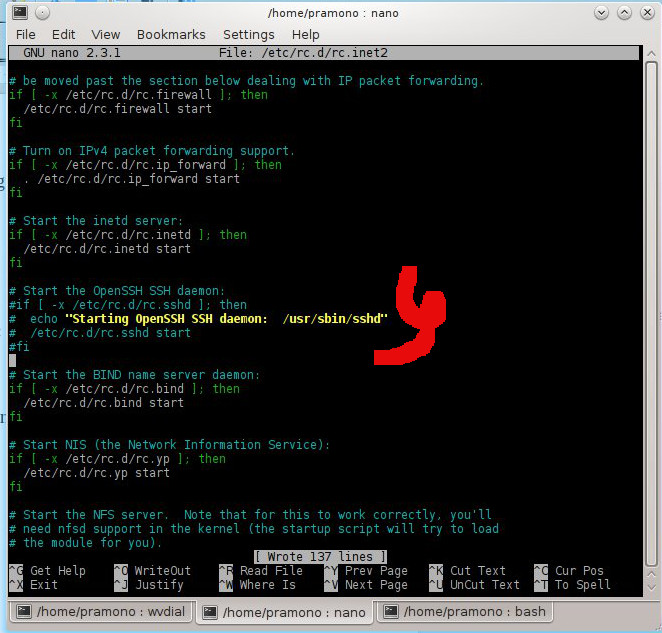 /home/pramono : nano
File Edit View Bookmarks Settings Help
GNU nano 2.3.1 File: /etc/rc.d/rc.inet2
# be moved past the section below dealing with IP packet forwarding.
if [ -x /etc/rc.d/rc.firewall ]; then
/etc/rc.d/rc.firewall start
fi
# Turn on IPv4 packet forwarding support.
if [ -x /etc/rc.d/rc.ip_forward ]; then
. /etc/rc.d/rc.ip_forward start
fi
# Start the inetd server:
if [ -x /etc/rc.d/rc.inetd ]; then
/etc/rc.d/rc.inetd start
fi
# Start the OpenSSH SSH daemon:
#if [ -x /etc/rc.d/rc.sshd ]; then
# echo "Starting OpenSSH SSH daemon: /usr/sbin/sshd"
# /etc/rc.d/rc.sshd start
#fi
# Start the BIND name server daemon:
if [ -x /etc/rc.d/rc.bind ]; then
/etc/rc.d/rc.bind start
fi
# Start NIS (the Network Information Service):
if [ -x /etc/rc.d/rc.yp ]; then
/etc/rc.d/rc.yp start
fi
# Start the NFS server. Note that for this to work correctly, you'll
# need nfsd support in the kernel (the startup script will try to load
# the module for you).
[ Wrote 137 lines ]
^G Get Help ^O WriteOut ^R Read File ^Y Prev Page ^K Cut Text ^C Cur Pos
^X Exit ^J Justify ^W Where Is ^V Next Page ^U UnCut Text ^T To Spell
/home/pramono : wvdial /home/pramono : nano /home/pramono : bash